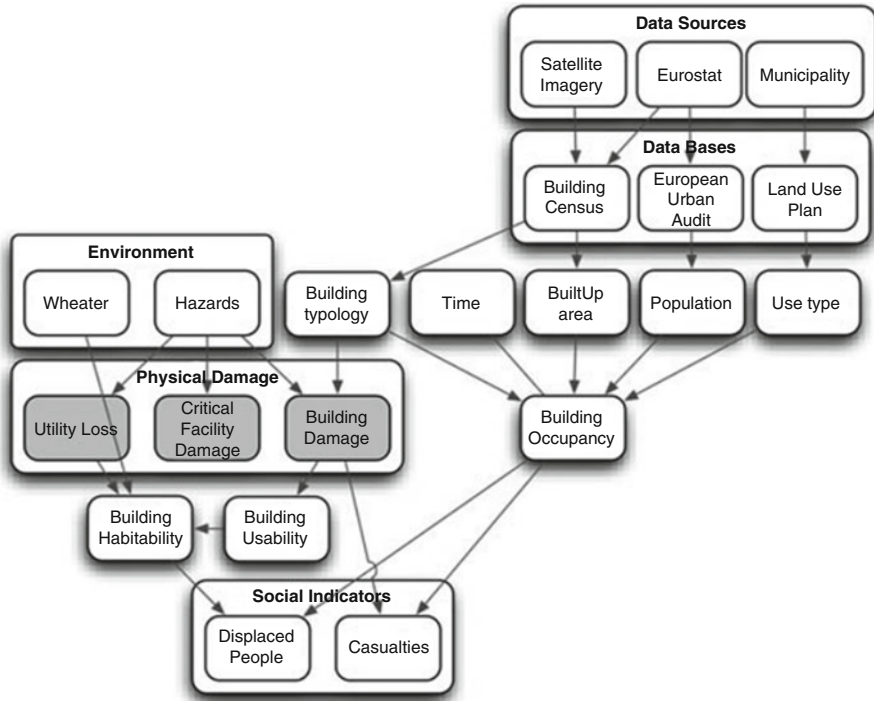 Data Sources
Satellite
Imagery
Eurostat
Municipality
Data Bases
Building
Census
European
Urban
Audit
Land Use
Plan
Environment
Wheater
Hazards
Building
typology
Time
BuiltUp
area
Population
Use type
Physical Damage
Utility Loss
Critical
Facility
Damage
Building
Damage
Building
Occupancy
Building
Habitability
Building
Usability
Social Indicators
Displaced
People
Casualties